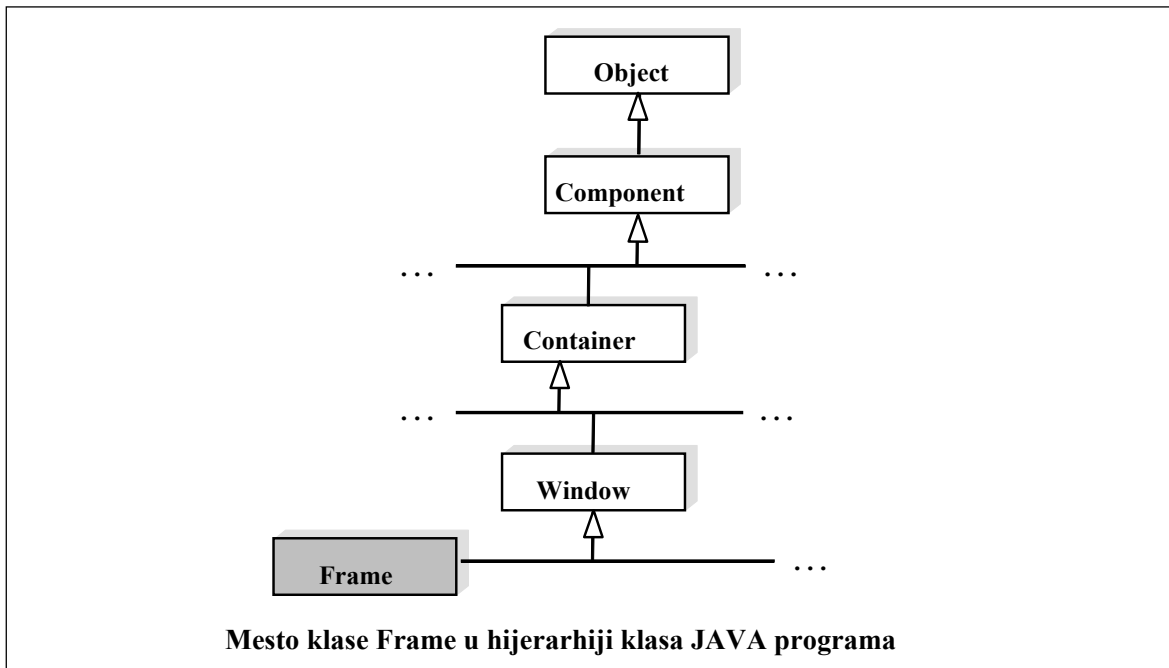 Object
Component
... ...
Container
... ...
Window
Frame ...
Mesto klase Frame u hijerarhiji klasa JAVA programa